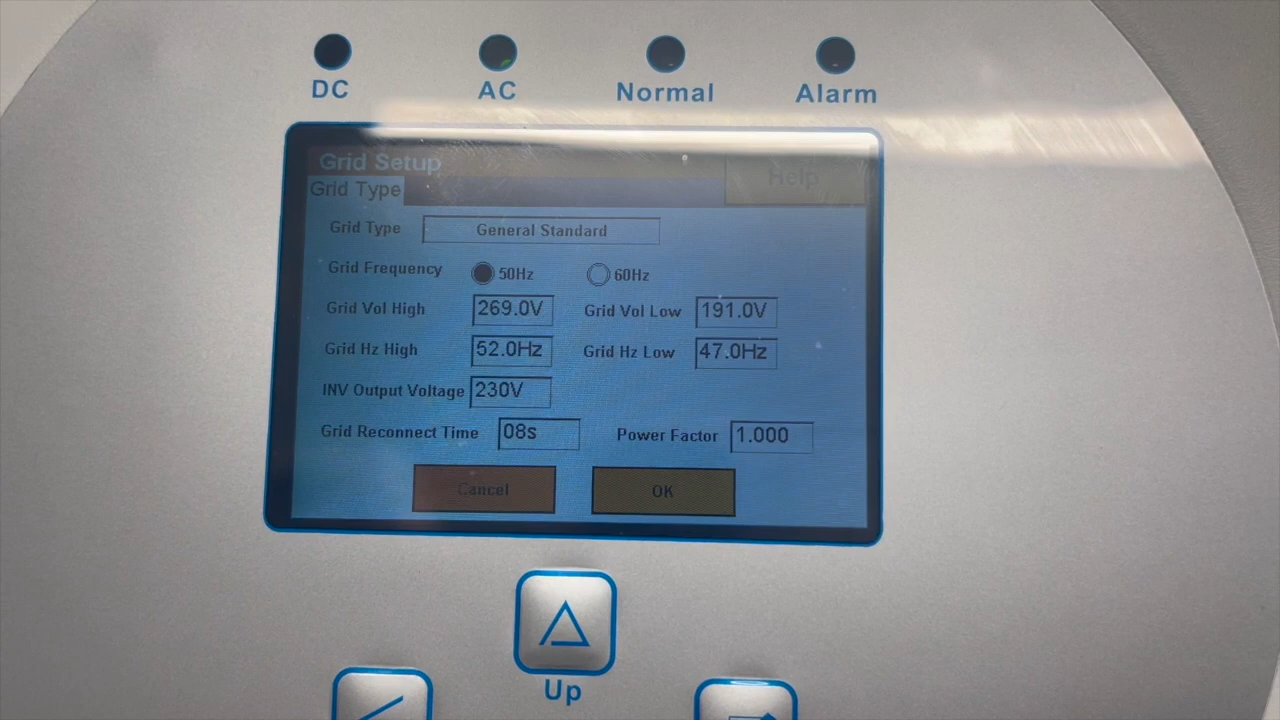 DC AC Normal Alarm
Grid Setup
Help
Grid Type
Grid Type General Standard
Grid Frequency 50Hz 60Hz
Grid Vol High 269.0V Grid Vol Low 191.0V
Grid Hz High 52.0Hz Grid Hz Low 47.0Hz
INV Output Voltage 230V
Grid Reconnect Time 08s Power Factor 1.000
Cancel OK
Up